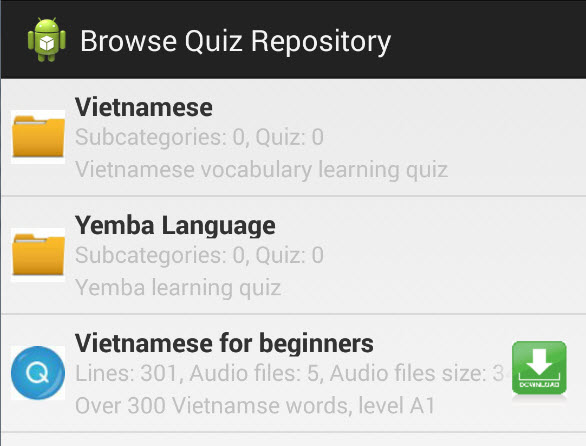 Browse Quiz Repository
Vietnamese
Subcategories: 0, Quiz: 0
Vietnamese vocabulary learning quiz
Yemba Language
Subcategories: 0, Quiz: 0
Yemba learning quiz
Vietnamese for beginners
Lines: 301, Audio files: 5, Audio files size: 3
Q
DOWNLOAD
Over 300 Vietnamse words, level A1